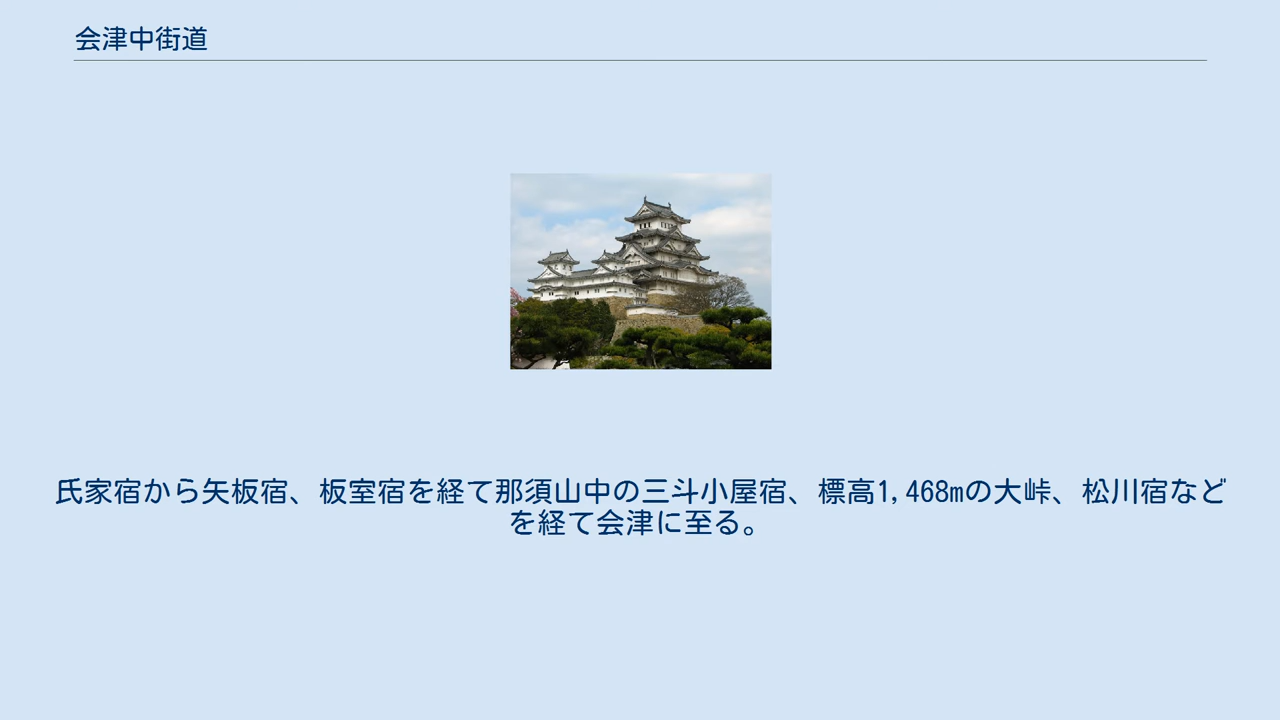 会津中街道
氏家宿から矢板宿、板室宿を経て那須山中の三斗小屋宿、標高1,468mの大峠、松川宿など
を経て会津に至る。